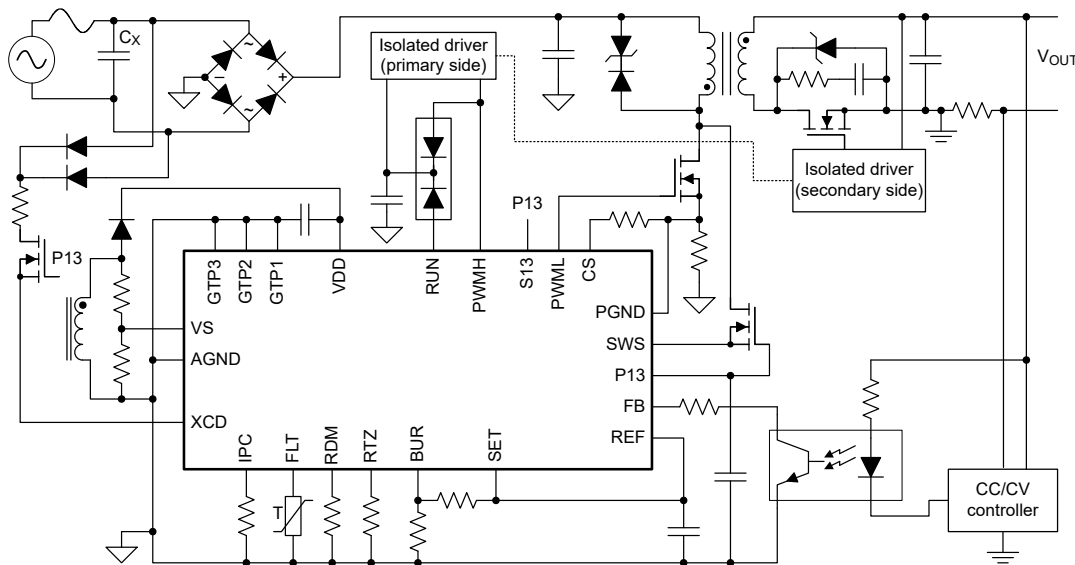 CX
~
−
+
~
Isolated driver
(primary side)
VOUT
Isolated driver
(secondary side)
P13
P13
GTP3
GTP2
GTP1
VDD
RUN
PWMH
S13
PWML
CS
VS
AGND
XCD
PGND
SWS
P13
FB
REF
IPC
FLT
RDM
RTZ
BUR
SET
T
CC/CV
controller